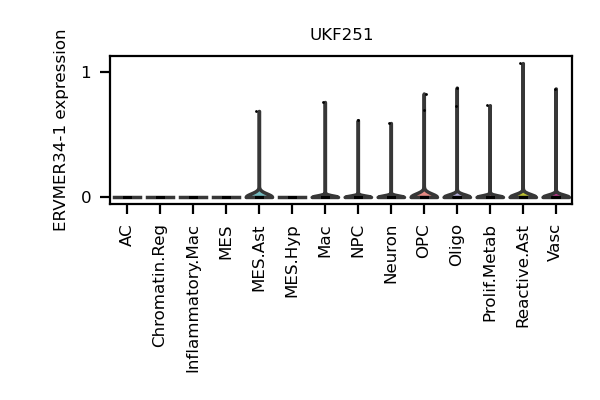 UKF251
ERVMER34-1 expression
1
0
AC
Chromatin.Reg
Inflammatory.Mac
MES
MES.Ast
MES.Hyp
Mac
NPC
Neuron
OPC
Oligo
Prolif.Metab
Reactive.Ast
Vasc